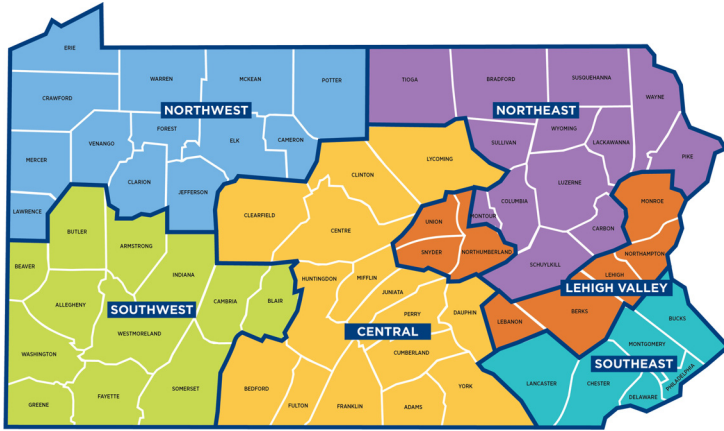 ERIE
WARREN
MCKEAN
POTTER
CRAWFORD
NORTHWEST
FOREST
ELK
CAMERON
VENANGO
MERCER
CLARION
JEFFERSON
LAWRENCE
TIOGA
BRADFORD
SUSQUEHANNA
WAYNE
NORTHEAST
WYOMING
SULLIVAN
LACKAWANNA
PIKE
LUZERNE
COLUMBIA
MONTOUR
CARBON
SCHUYLKILL
LYCOMING
CLINTON
CLEARFIELD
CENTRE
UNION
SNYDER
NORTHUMBERLAND
MONROE
NORTHAMPTON
LEHIGH
LEHIGH VALLEY
BERKS
LEBANON
BUTLER
ARMSTRONG
BEAVER
INDIANA
ALLEGHENY
SOUTHWEST
CAMBRIA
BLAIR
WESTMORELAND
WASHINGTON
GREENE
FAYETTE
SOMERSET
HUNTINGDON
MIFFLIN
JUNIATA
PERRY
DAUPHIN
CENTRAL
CUMBERLAND
BEDFORD
FULTON
FRANKLIN
ADAMS
YORK
BUCKS
MONTGOMERY
SOUTHEAST
PHILADELPHIA
LANCASTER
CHESTER
DELAWARE